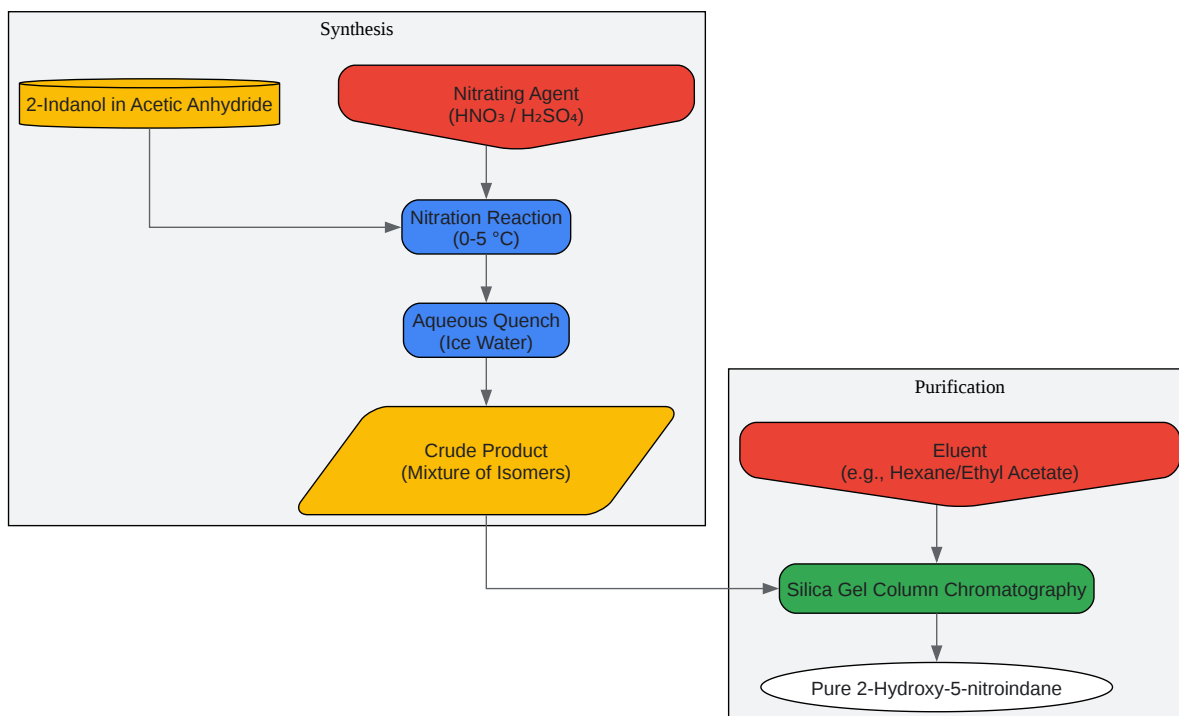 Synthesis
2-Indanol in Acetic Anhydride
Nitrating Agent
(HNO₃ / H₂SO₄)
Nitration Reaction
(0-5 °C)
Aqueous Quench
(Ice Water)
Crude Product
(Mixture of Isomers)
Purification
Eluent
(e.g., Hexane/Ethyl Acetate)
Silica Gel Column Chromatography
Pure 2-Hydroxy-5-nitroindane